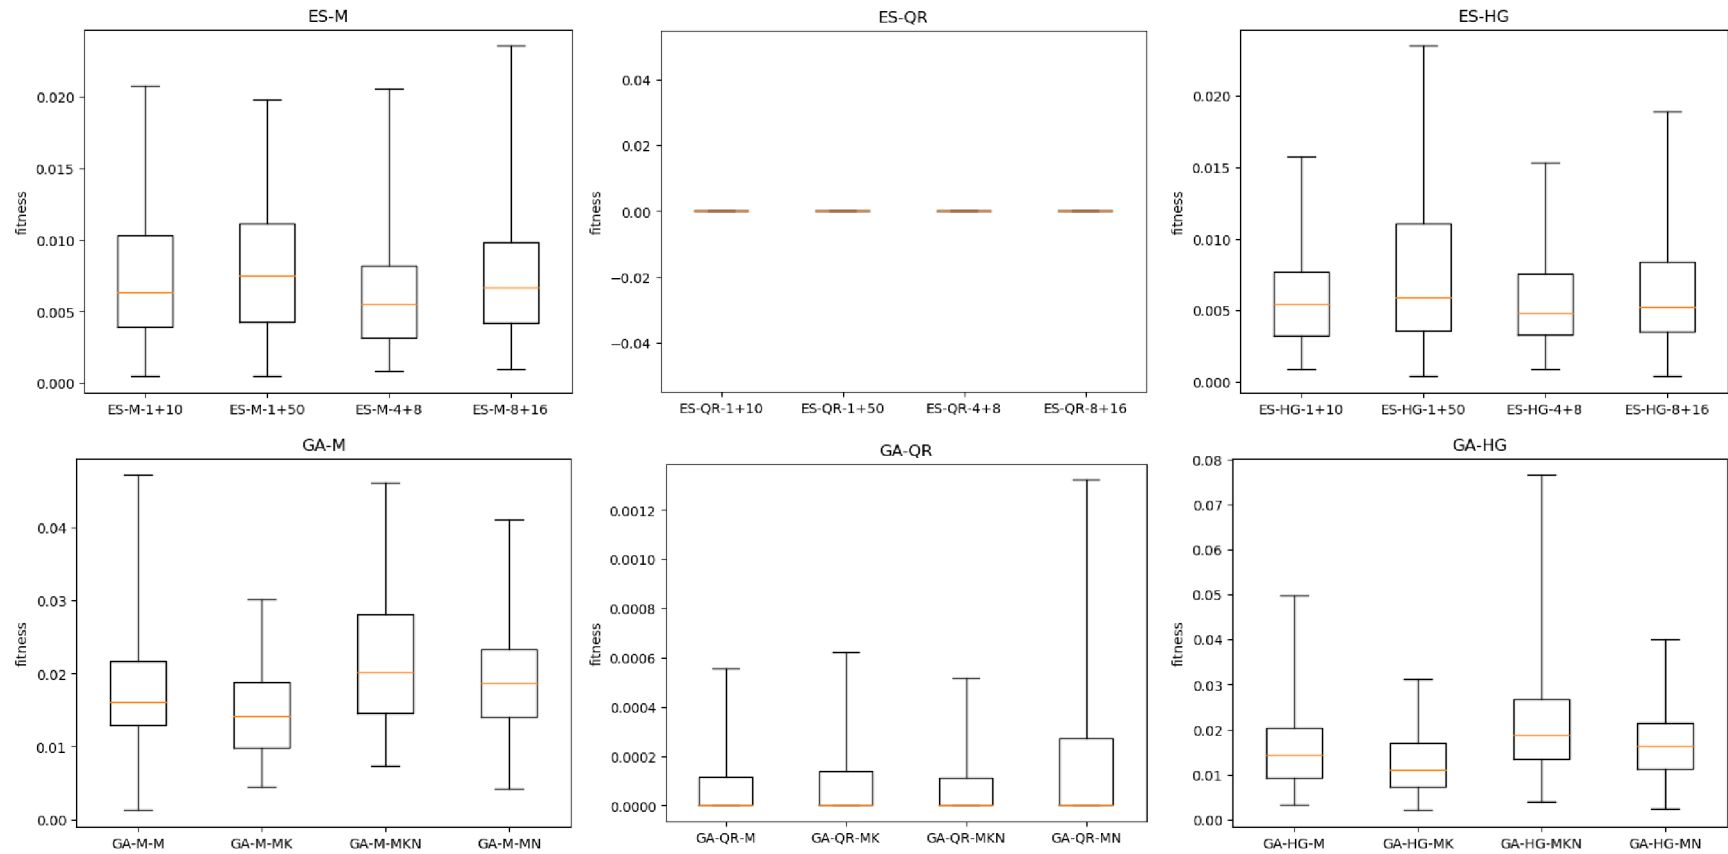 ES-M
fitness
0.020
0.015
0.010
0.005
0.000
ES-M-1+10 ES-M-1+50 ES-M-4+8 ES-M-8+16
ES-QR
fitness
0.04
0.02
0.00
−0.02
−0.04
ES-QR-1+10 ES-QR-1+50 ES-QR-4+8 ES-QR-8+16
ES-HG
fitness
0.020
0.015
0.010
0.005
0.000
ES-HG-1+10 ES-HG-1+50 ES-HG-4+8 ES-HG-8+16
GA-M
fitness
0.04
0.03
0.02
0.01
0.00
GA-M-M GA-M-MK GA-M-MKN GA-M-MN
GA-QR
fitness
0.0012
0.0010
0.0008
0.0006
0.0004
0.0002
0.0000
GA-QR-M GA-QR-MK GA-QR-MKN GA-QR-MN
GA-HG
fitness
0.08
0.07
0.06
0.05
0.04
0.03
0.02
0.01
0.00
GA-HG-M GA-HG-MK GA-HG-MKN GA-HG-MN